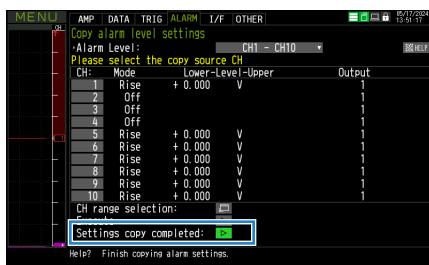 MENU AMP DATA TRIG ALARM I/F OTHER 05/17/2024 13:51:17
CH
Copy alarm level settings
•Alarm Level: CH1 - CH10 ▼ HELP
Please select the copy source CH
CH: Mode Lower-Level-Upper Output
1 Rise + 0.000 V 1
2 Off 1
3 Off 1
4 Off 1
5 Rise + 0.000 V 1
6 Rise + 0.000 V 1
7 Rise + 0.000 V 1
8 Rise + 0.000 V 1
9 Rise + 0.000 V 1
10 Rise + 0.000 V 1
CH range selection:
Settings copy completed:
Help? Finish copying alarm settings.